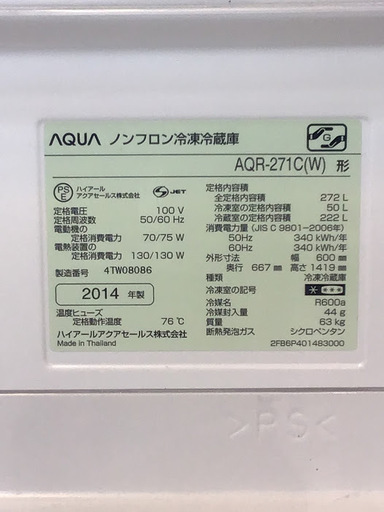 AQUA ノンフロン冷凍冷蔵庫
AQR-271C(W) 形
G
PS
E
ハイアール
アクアセールス株式会社
S JET
定格電圧 100 V
定格周波数 50/60 Hz
電動機の
定格消費電力 70/75 W
電熱装置の
定格消費電力 130/130 W
製造番号 4TW08086
2014 年製
温度ヒューズ
定格動作温度 76℃
ハイアールアクアセールス株式会社
Made in Thailand
定格内容積
全定格内容積 272 L
冷凍室の定格内容積 50 L
冷蔵室の定格内容積 222 L
消費電力量 (JIS C 9801-2006年)
50Hz 340 kWh/年
60Hz 340 kWh/年
外形寸法 幅 600 mm
奥行 667 mm 高さ 1419 mm
種類 冷凍冷蔵庫
冷凍室の記号
冷媒名 R600a
冷媒封入量 44 g
質量 63 kg
断熱発泡ガス シクロペンタン
2FB6P401483000
>PS<